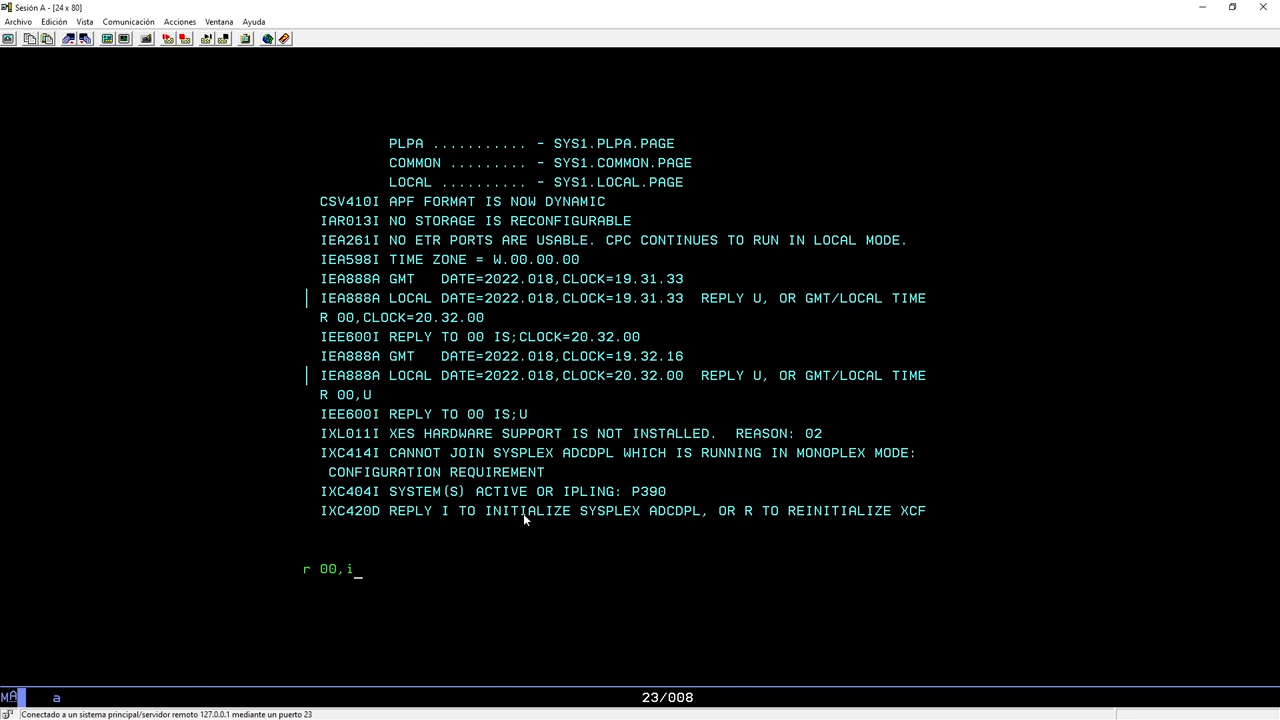 Sesión A - [24 x 80]
Archivo Edición Vista Comunicación Acciones Ventana Ayuda
PLPA ........... - SYS1.PLPA.PAGE
COMMON ......... - SYS1.COMMON.PAGE
LOCAL .......... - SYS1.LOCAL.PAGE
CSV410I APF FORMAT IS NOW DYNAMIC
IAR013I NO STORAGE IS RECONFIGURABLE
IEA261I NO ETR PORTS ARE USABLE. CPC CONTINUES TO RUN IN LOCAL MODE.
IEA598I TIME ZONE = W.00.00.00
IEA888A GMT   DATE=2022.018,CLOCK=19.31.33
| IEA888A LOCAL DATE=2022.018,CLOCK=19.31.33  REPLY U, OR GMT/LOCAL TIME
R 00,CLOCK=20.32.00
IEE600I REPLY TO 00 IS;CLOCK=20.32.00
IEA888A GMT   DATE=2022.018,CLOCK=19.32.16
| IEA888A LOCAL DATE=2022.018,CLOCK=20.32.00  REPLY U, OR GMT/LOCAL TIME
R 00,U
IEE600I REPLY TO 00 IS;U
IXL011I XES HARDWARE SUPPORT IS NOT INSTALLED.  REASON: 02
IXC414I CANNOT JOIN SYSPLEX ADCDPL WHICH IS RUNNING IN MONOPLEX MODE:
CONFIGURATION REQUIREMENT
IXC404I SYSTEM(S) ACTIVE OR IPLING: P390
IXC420D REPLY I TO INITIALIZE SYSPLEX ADCDPL, OR R TO REINITIALIZE XCF
r 00,i_
MA a 23/008
Conectado a un sistema principal/servidor remoto 127.0.0.1 mediante un puerto 23